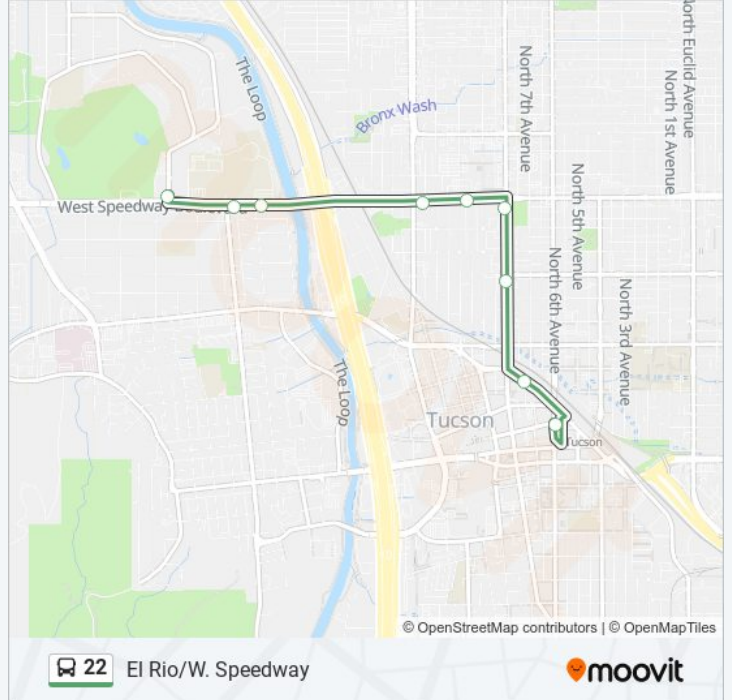 North Euclid Avenue
North 1st Avenue
North 7th Avenue
The Loop
Bronx Wash
North 5th Avenue
West Speedway
North 6th Avenue
North 3rd Avenue
The Loop
Tucson
Tucson
© OpenStreetMap contributors | © OpenMapTiles
22 El Rio/W. Speedway
moovit